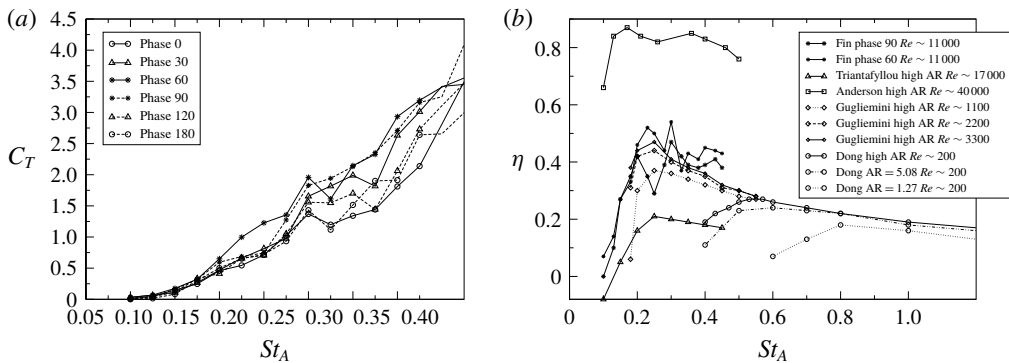 (a)
4.5
4.0
3.5
3.0
2.5
2.0
1.5
1.0
0.5
0
C_T
Phase 0
Phase 30
Phase 60
Phase 90
Phase 120
Phase 180
0.05 0.10 0.15 0.20 0.25 0.30 0.35 0.40
St_A
(b)
0.8
0.6
0.4
0.2
0
η
Fin phase 90 Re ∼ 11 000
Fin phase 60 Re ∼ 11 000
Triantafyllou high AR Re ∼ 17 000
Anderson high AR Re ∼ 40 000
Gugliemini high AR Re ∼ 1100
Gugliemini high AR Re ∼ 2200
Gugliemini high AR Re ∼ 3300
Dong high AR Re ∼ 200
Dong AR = 5.08 Re ∼ 200
Dong AR = 1.27 Re ∼ 200
0 0.2 0.4 0.6 0.8 1.0
St_A